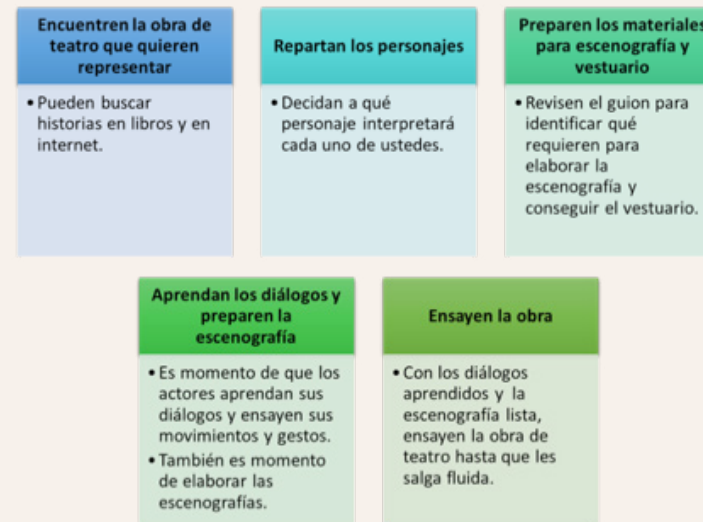 Encuentren la obra de
teatro que quieren
representar
• Pueden buscar
historias en libros y en
internet.
Repartan los personajes
• Decidan a qué
personaje interpretará
cada uno de ustedes.
Preparen los materiales
para escenografía y
vestuario
• Revisen el guion para
identificar qué
requieren para
elaborar la
escenografía y
conseguir el vestuario.
Aprendan los diálogos y
preparen la
escenografía
• Es momento de que los
actores aprendan sus
diálogos y ensayen sus
movimientos y gestos.
• También es momento
de elaborar las
escenografías.
Ensayen la obra
• Con los diálogos
aprendidos y la
escenografía lista,
ensayen la obra de
teatro hasta que les
salga fluida.